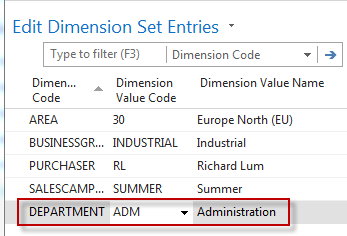 Edit Dimension Set Entries
Type to filter (F3) Dimension Code
Dimen... Code Dimension Value Code Dimension Value Name
AREA 30 Europe North (EU)
BUSINESSGR... INDUSTRIAL Industrial
PURCHASER RL Richard Lum
SALESCAMP... SUMMER Summer
DEPARTMENT ADM Administration